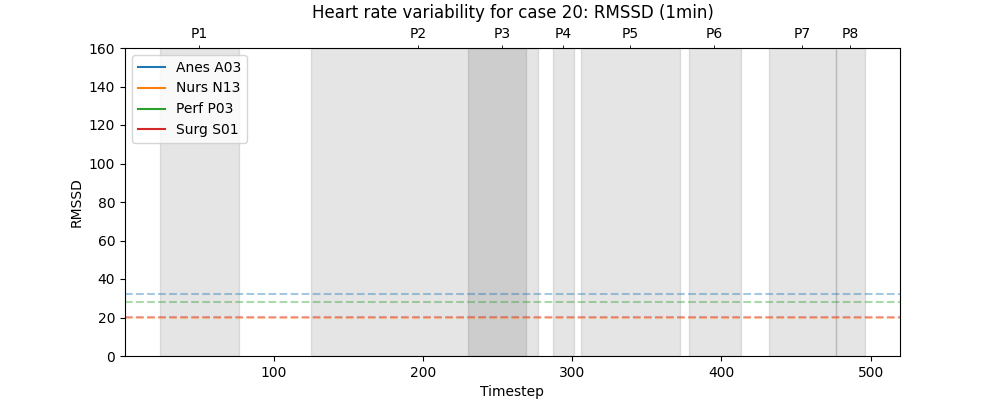 Heart rate variability for case 20: RMSSD (1min)
P1 P2 P3 P4 P5 P6 P7 P8
160
140
120
100
80
60
40
20
0
RMSSD
Anes A03
Nurs N13
Perf P03
Surg S01
100 200 300 400 500
Timestep